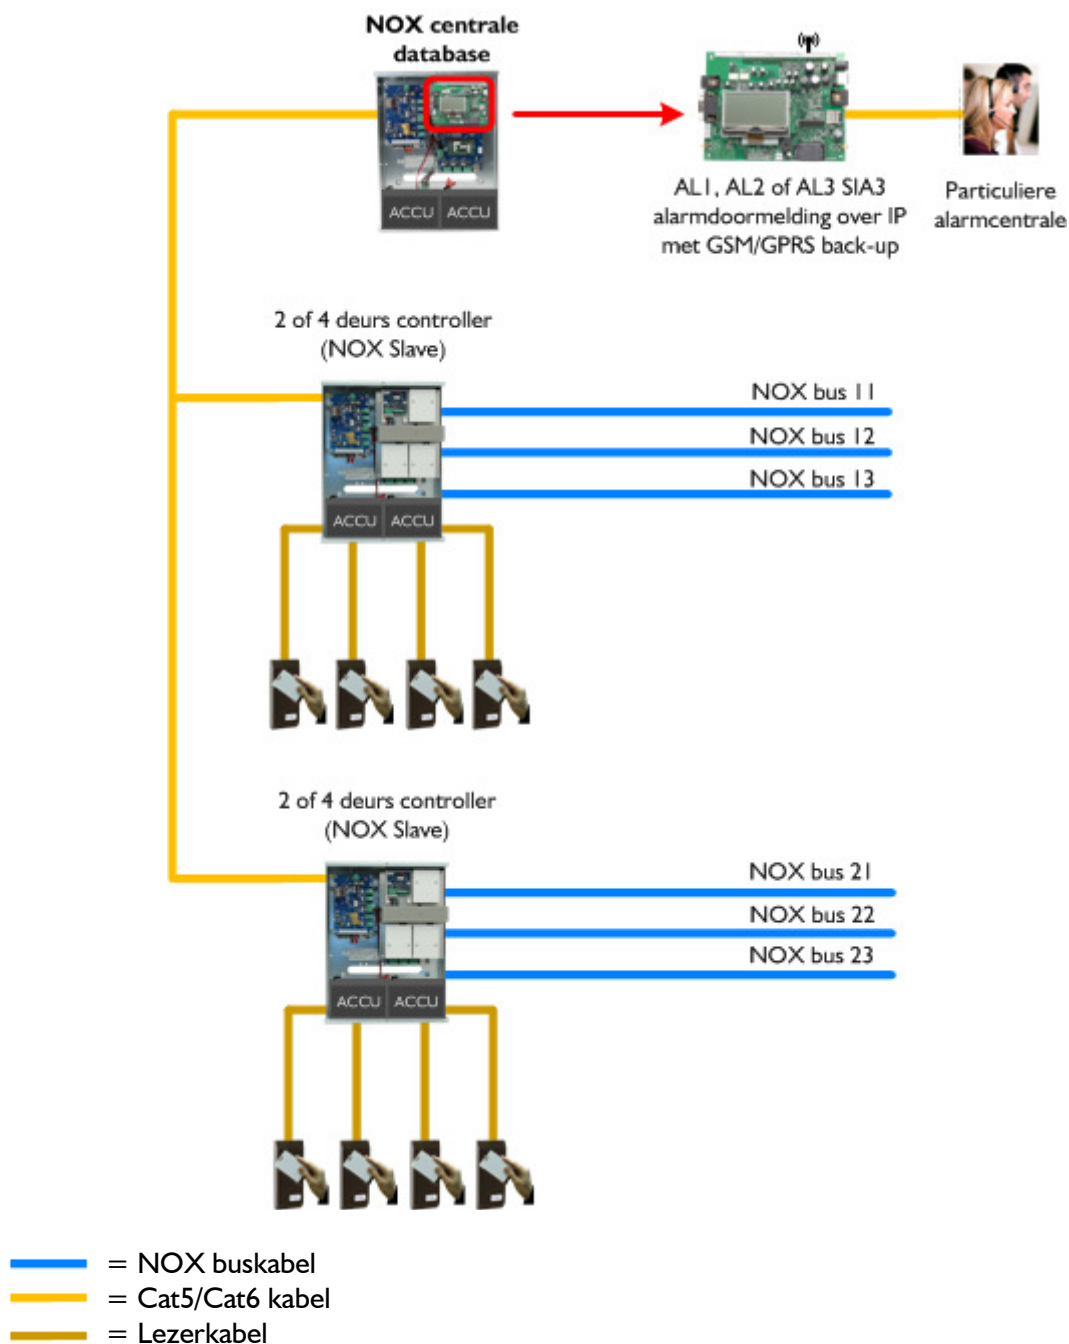 NOX centrale
database
ACCU ACCU
AL1, AL2 of AL3 SIA3
alarmdoormelding over IP
met GSM/GPRS back-up
Particuliere
alarmcentrale
2 of 4 deurs controller
(NOX Slave)
NOX bus 11
NOX bus 12
NOX bus 13
ACCU ACCU
2 of 4 deurs controller
(NOX Slave)
NOX bus 21
NOX bus 22
NOX bus 23
ACCU ACCU
= NOX buskabel
= Cat5/Cat6 kabel
= Lezerkabel